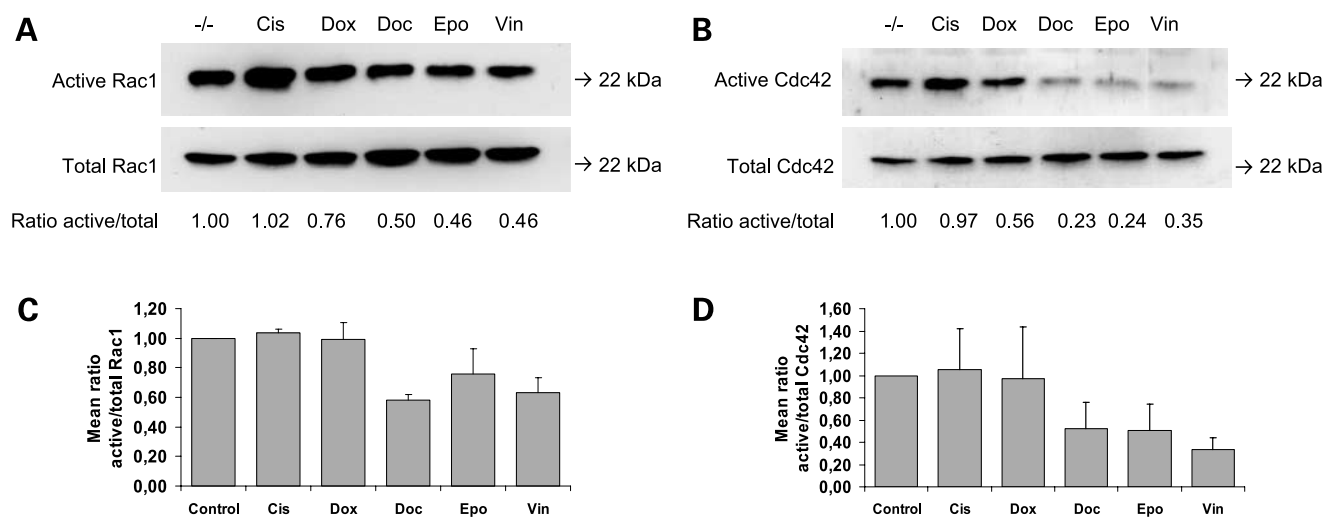 A
-/- Cis Dox Doc Epo Vin
Active Rac1 → 22 kDa
Total Rac1 → 22 kDa
Ratio active/total 1.00 1.02 0.76 0.50 0.46 0.46
B
-/- Cis Dox Doc Epo Vin
Active Cdc42 → 22 kDa
Total Cdc42 → 22 kDa
Ratio active/total 1.00 0.97 0.56 0.23 0.24 0.35
C
Mean ratio
active/total Rac1
1,20
1,00
0,80
0,60
0,40
0,20
0,00
Control Cis Dox Doc Epo Vin
D
Mean ratio
active/total Cdc42
1,60
1,40
1,20
1,00
0,80
0,60
0,40
0,20
0,00
Control Cis Dox Doc Epo Vin